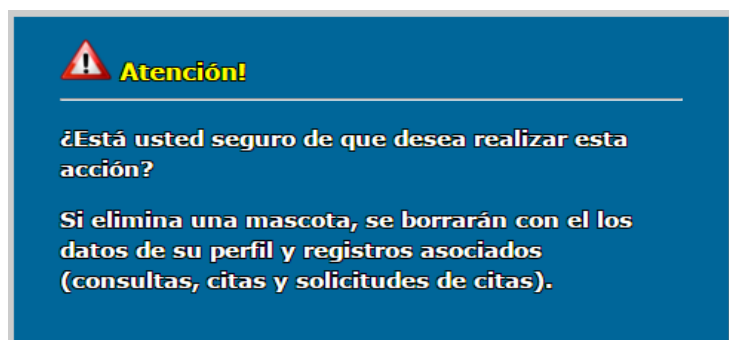 Atención!
¿Está usted seguro de que desea realizar esta
acción?
Si elimina una mascota, se borrarán con el los
datos de su perfil y registros asociados
(consultas, citas y solicitudes de citas).